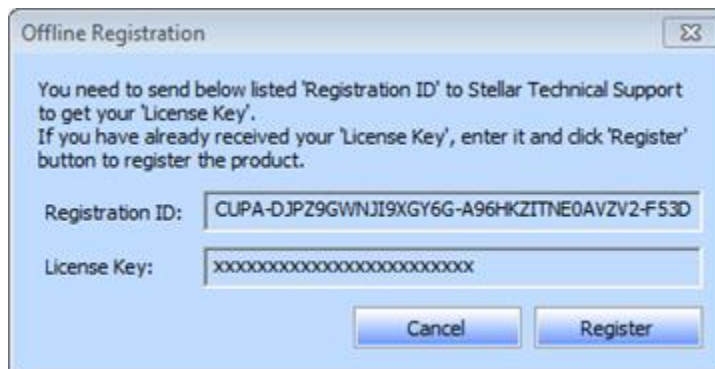 Offline Registration
You need to send below listed 'Registration ID' to Stellar Technical Support
to get your 'License Key'.
If you have already received your 'License Key', enter it and click 'Register'
button to register the product.
Registration ID: CUPA-DJPZ9GWNJI9XGY6G-A96HKZITNE0AVZV2-F53D
License Key: xxxxxxxxxxxxxxxxxxxxxxxx
Cancel Register